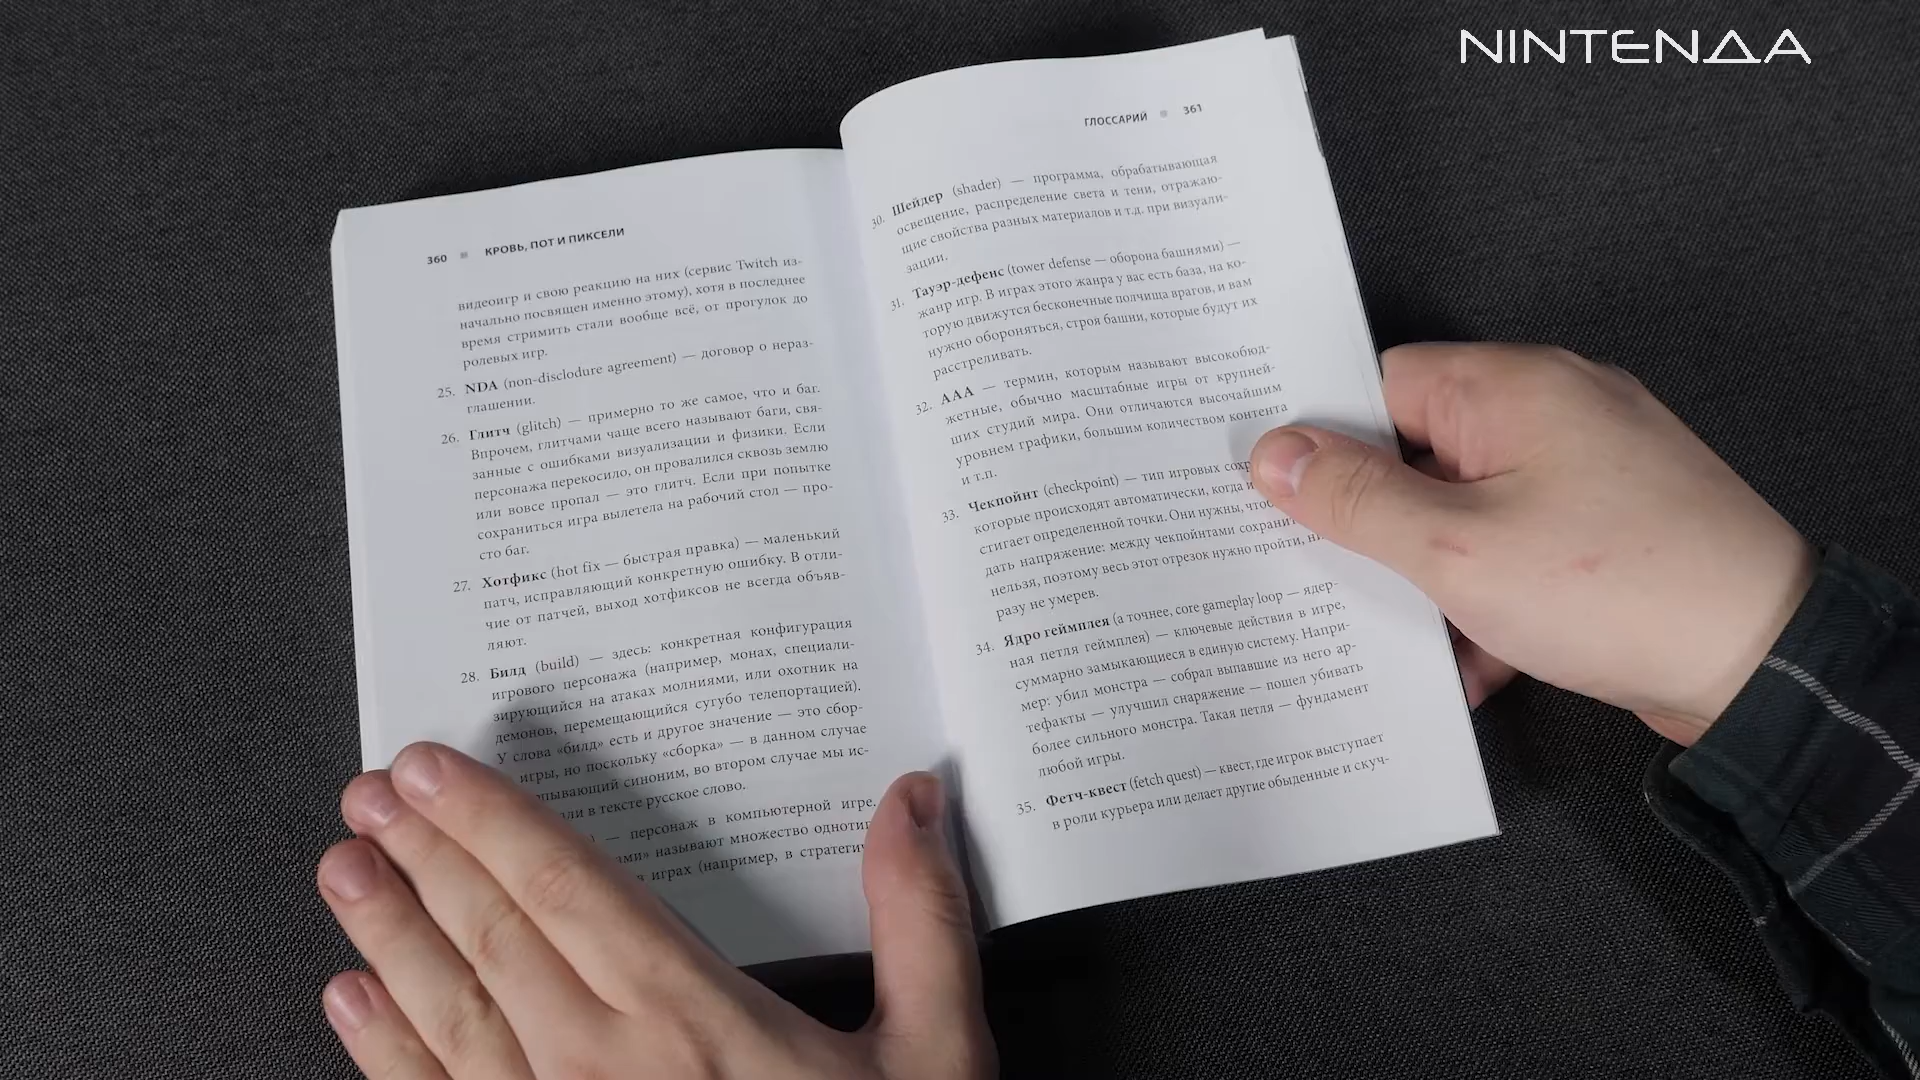 NINTENДА
360 КРОВЬ, ПОТ И ПИКСЕЛИ
видеоигр и свою реакцию на них (сервис Twitch из-
начально посвящен именно этому), хотя в последнее
время стримить стали вообще всё, от прогулок до
ролевых игр.
25. NDA (non-disclodure agreement) — договор о нераз-
глашении.
26. Глитч (glitch) — примерно то же самое, что и баг.
Впрочем, глитчами чаще всего называют баги, свя-
занные с ошибками визуализации и физики. Если
персонажа перекосило, он провалился сквозь землю
или вовсе пропал — это глитч. Если при попытке
сохраниться игра вылетела на рабочий стол — про-
сто баг.
27. Хотфикс (hot fix — быстрая правка) — маленький
патч, исправляющий конкретную ошибку. В отли-
чие от патчей, выход хотфиксов не всегда объяв-
ляют.
28. Билд (build) — здесь: конкретная конфигурация
игрового персонажа (например, монах, специали-
зирующийся на атаках молниями, или охотник на
демонов, перемещающийся сугубо телепортацией).
У слова «билд» есть и другое значение — это сбор-
игры, но поскольку «сборка» — в данном случае
синоним, во втором случае мы ис-
в тексте русское слово.
— персонаж в компьютерной игре.
называют множество
в играх (например, в
ГЛОССАРИЙ 361
30. Шейдер (shader) — программа, обрабатывающая
освещение, распределение света и тени, отражаю-
щие свойства разных материалов и т.д. при визуали-
зации.
31. Тауэр-дефенс (tower defense — оборона башнями) —
жанр игр. В играх этого жанра у вас есть база, на ко-
торую движутся бесконечные полчища врагов, и вам
нужно обороняться, строя башни, которые будут их
расстреливать.
32. ААА — термин, которым называют высокобюд-
жетные, обычно масштабные игры от крупней-
ших студий мира. Они отличаются высочайшим
уровнем графики, большим количеством контента
и т.п.
33. Чекпойнт (checkpoint) — тип игровых
которые происходят автоматически, когда
стигает определенной точки. Они нужны,
дать напряжение: между чекпойнтами
нельзя, поэтому весь этот отрезок нужно пройти,
разу не умерев.
34. Ядро геймплея (а точнее, core gameplay loop — ядер-
ная петля геймплея) — ключевые действия в игре,
суммарно замыкающиеся в единую систему. Напри-
мер: убил монстра — собрал выпавшие из него ар-
тефакты — улучшил снаряжение — пошел убивать
более сильного монстра. Такая петля — фундамент
любой игры.
35. Фетч-квест (fetch quest) — квест, где игрок выступает
в роли курьера или делает другие обыденные и скуч-